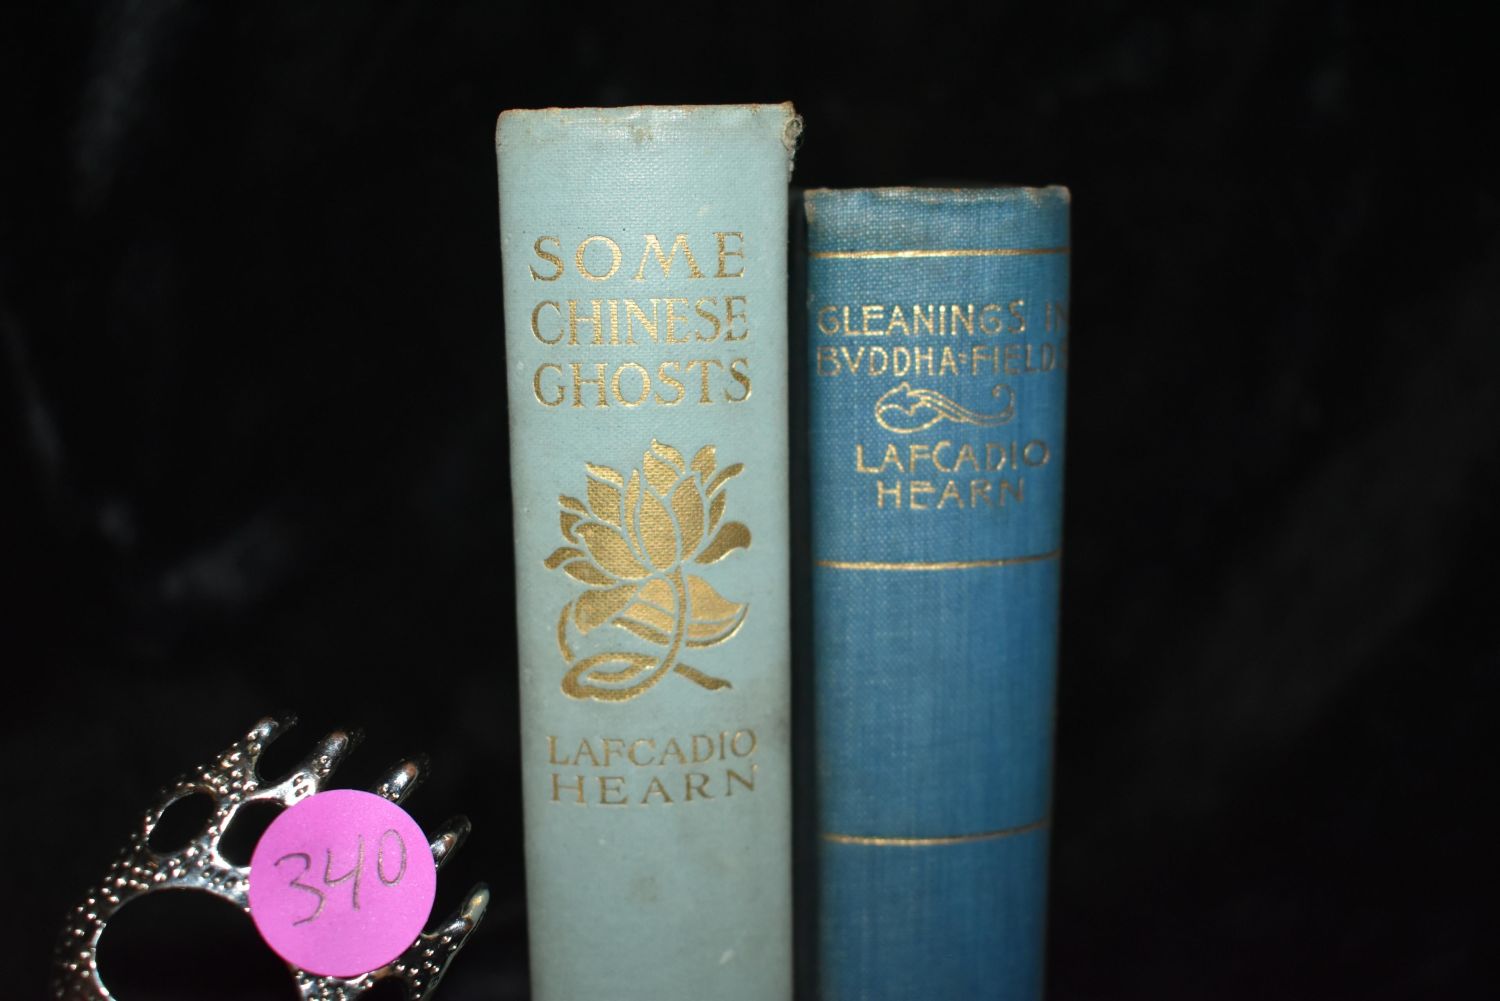 SOME
CHINESE
GHOSTS
LAFCADIO
HEARN
GLEANINGS IN
BVDDHA=FIELDS
LAFCADIO
HEARN
340